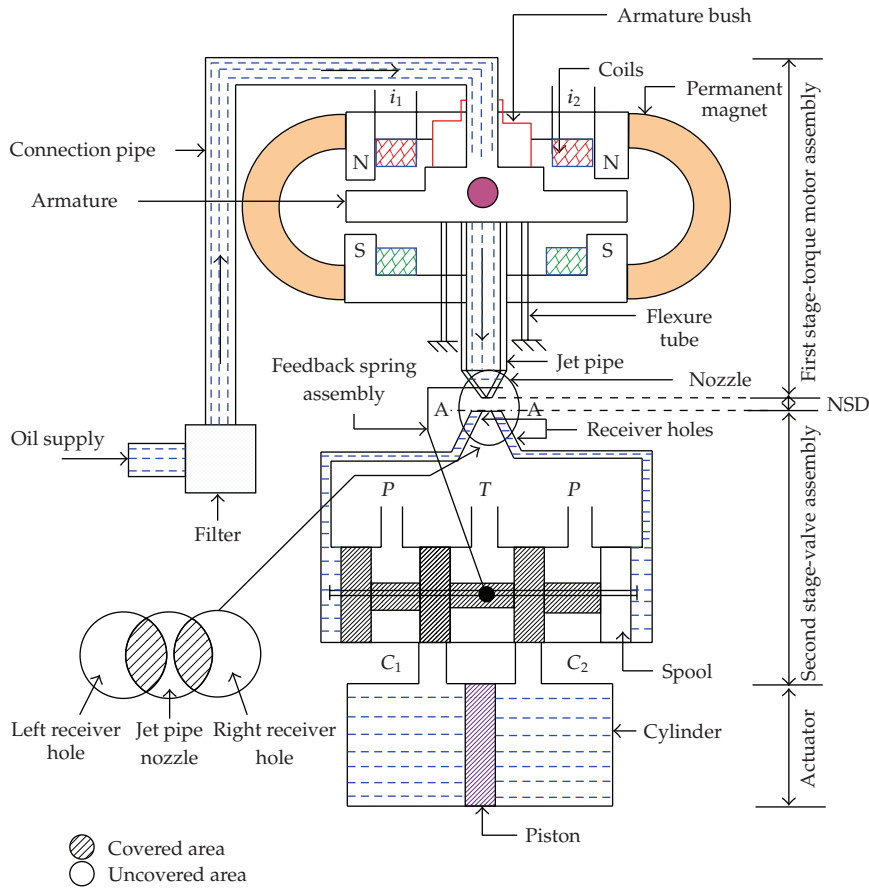 Armature bush
Coils
i1
i2
Permanent
magnet
Connection pipe
N
N
Armature
S
S
First stage-torque motor assembly
Flexure
tube
Jet pipe
Feedback spring
assembly
Nozzle
A
A
NSD
Oil supply
Receiver holes
P
T
P
Filter
Second stage-valve assembly
C1
C2
Spool
Left receiver
hole
Jet pipe
nozzle
Right receiver
hole
Cylinder
Actuator
Piston
Covered area
Uncovered area